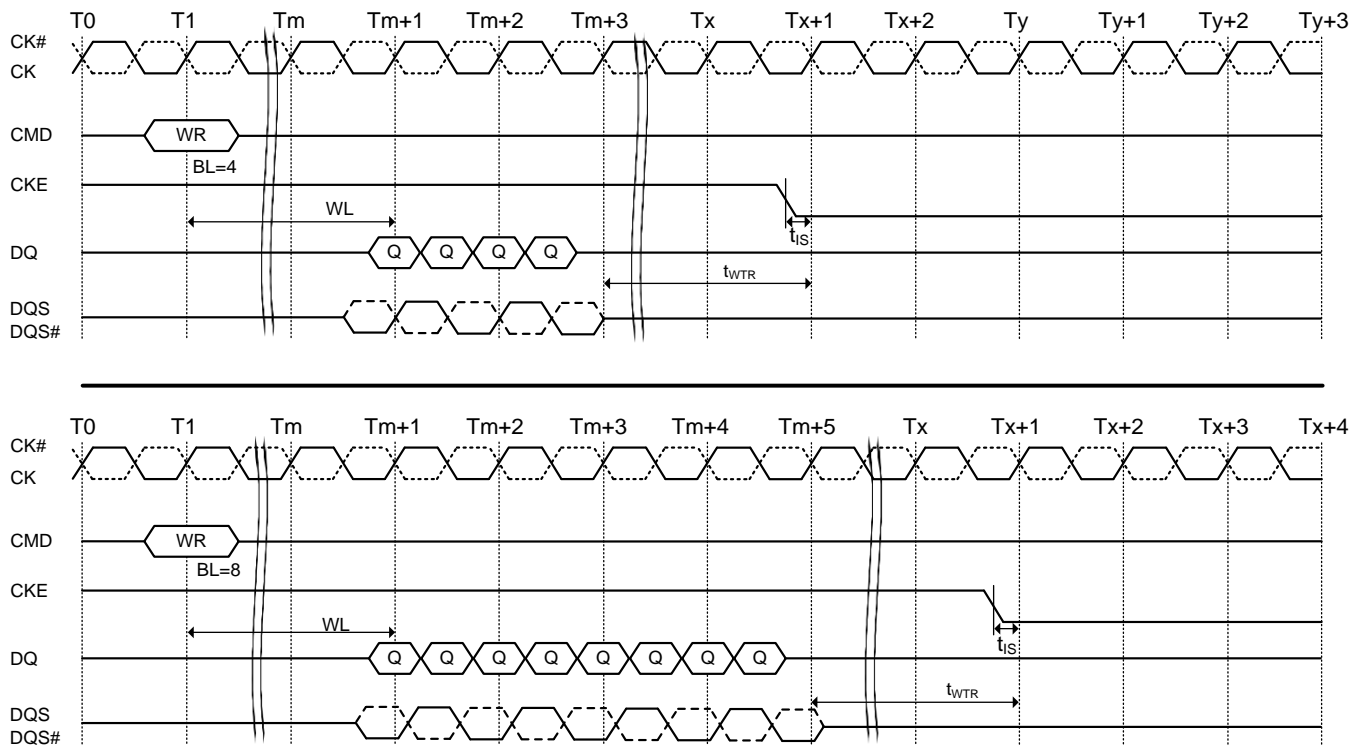 T0 T1 Tm Tm+1 Tm+2 Tm+3 Tx Tx+1 Tx+2 Ty Ty+1 Ty+2 Ty+3
CK#
CK
CMD WR
BL=4
CKE
WL
tIS
DQ Q Q Q Q
tWTR
DQS
DQS#
T0 T1 Tm Tm+1 Tm+2 Tm+3 Tm+4 Tm+5 Tx Tx+1 Tx+2 Tx+3 Tx+4
CK#
CK
CMD WR
BL=8
CKE
WL
tIS
DQ Q Q Q Q Q Q Q Q
tWTR
DQS
DQS#